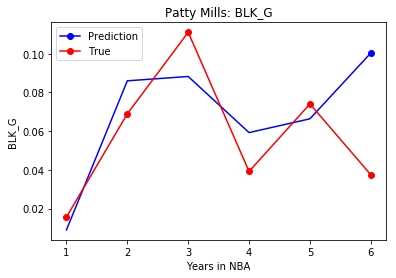 Patty Mills: BLK_G
Prediction
True
0.10
0.08
0.06
0.04
0.02
BLK_G
1 2 3 4 5 6
Years in NBA